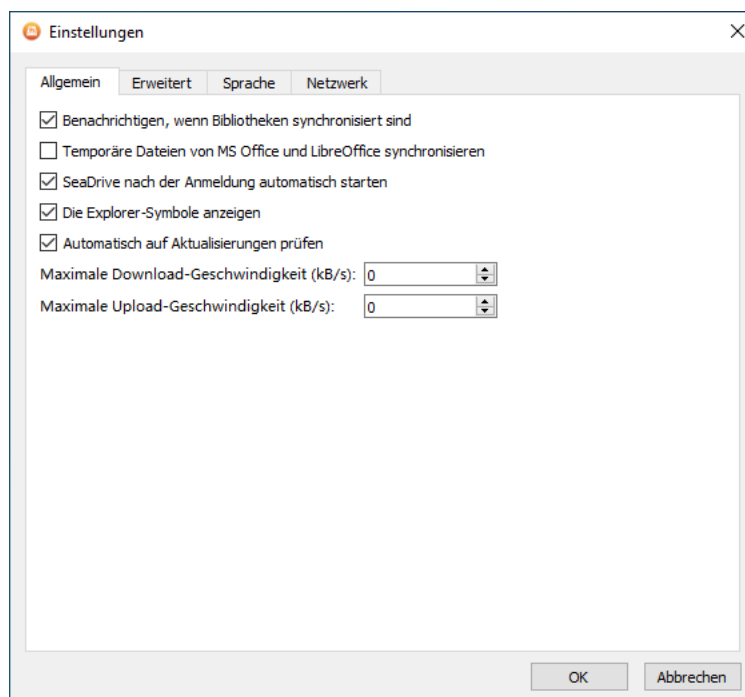 Einstellungen
Allgemein Erweitert Sprache Netzwerk
Benachrichtigen, wenn Bibliotheken synchronisiert sind
Temporäre Dateien von MS Office und LibreOffice synchronisieren
SeaDrive nach der Anmeldung automatisch starten
Die Explorer-Symbole anzeigen
Automatisch auf Aktualisierungen prüfen
Maximale Download-Geschwindigkeit (kB/s): 0
Maximale Upload-Geschwindigkeit (kB/s): 0
OK Abbrechen